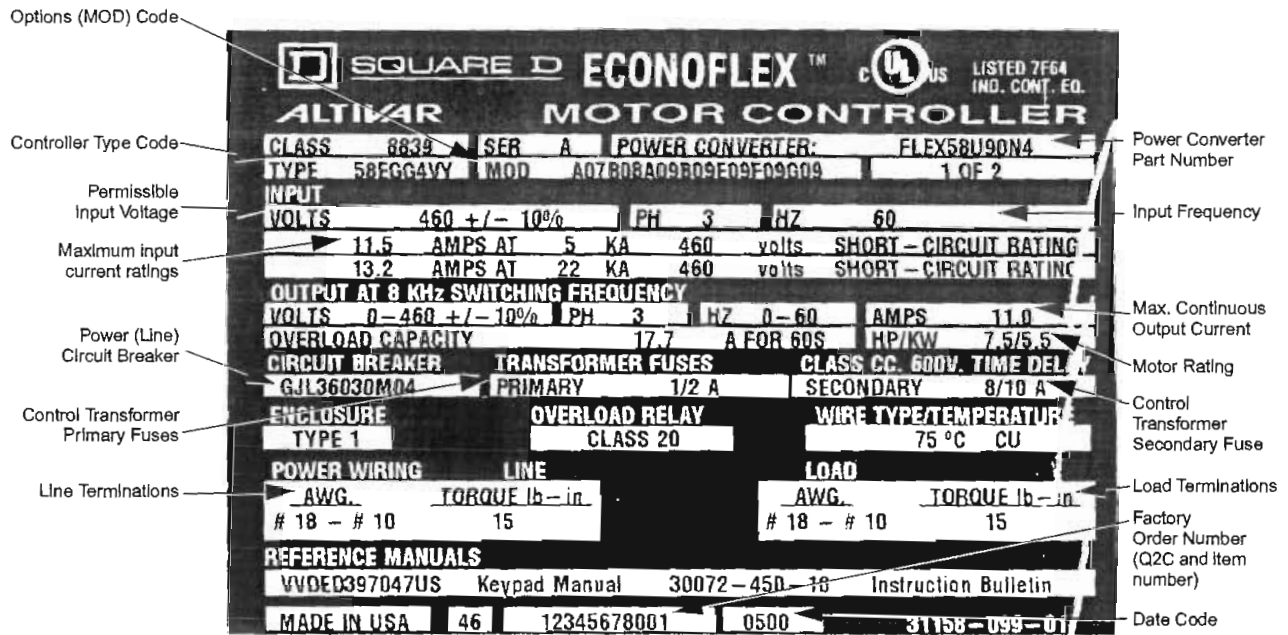 Options (MOD) Code
SQUARE D ECONOFLEX ™ C UL US LISTED 7F64
IND. CONT. EQ.
ALTIVAR MOTOR CONTROLLER
Controller Type Code
CLASS 8839 SER A POWER CONVERTER: FLEX58U90N4
Power Converter
Part Number
TYPE 58EGG4VY MOD A07B08A09B09E09F09G09 1 OF 2
Permissible
Input Voltage
INPUT
VOLTS 460 +/- 10% PH 3 HZ 60
Input Frequency
Maximum input
current ratings
11.5 AMPS AT 5 KA 460 volts SHORT-CIRCUIT RATING
13.2 AMPS AT 22 KA 460 volts SHORT-CIRCUIT RATING
OUTPUT AT 8 KHz SWITCHING FREQUENCY
VOLTS 0-460 +/- 10% PH 3 HZ 0-60 AMPS 11.0
Max. Continuous
Output Current
Power (Line)
Circuit Breaker
OVERLOAD CAPACITY 17.7 A FOR 60S HP/KW 7.5/5.5
Motor Rating
CIRCUIT BREAKER TRANSFORMER FUSES CLASS CC. 600V. TIME DEL
GJL36030M04 PRIMARY 1/2 A SECONDARY 8/10 A
Control
Transformer
Secondary Fuse
Control Transformer
Primary Fuses
ENCLOSURE OVERLOAD RELAY WIRE TYPE/TEMPERATUR
TYPE 1 CLASS 20 75 °C CU
POWER WIRING LINE LOAD
Line Terminations
AWG. TORQUE lb-in AWG. TORQUE lb-in
Load Terminations
# 18 - # 10 15 # 18 - # 10 15
Factory
Order Number
(Q2C and item
number)
REFERENCE MANUALS
VVDED397047US Keypad Manual 30072-450-18 Instruction Bulletin
MADE IN USA 46 12345678001 0500 31158-099-01
Date Code